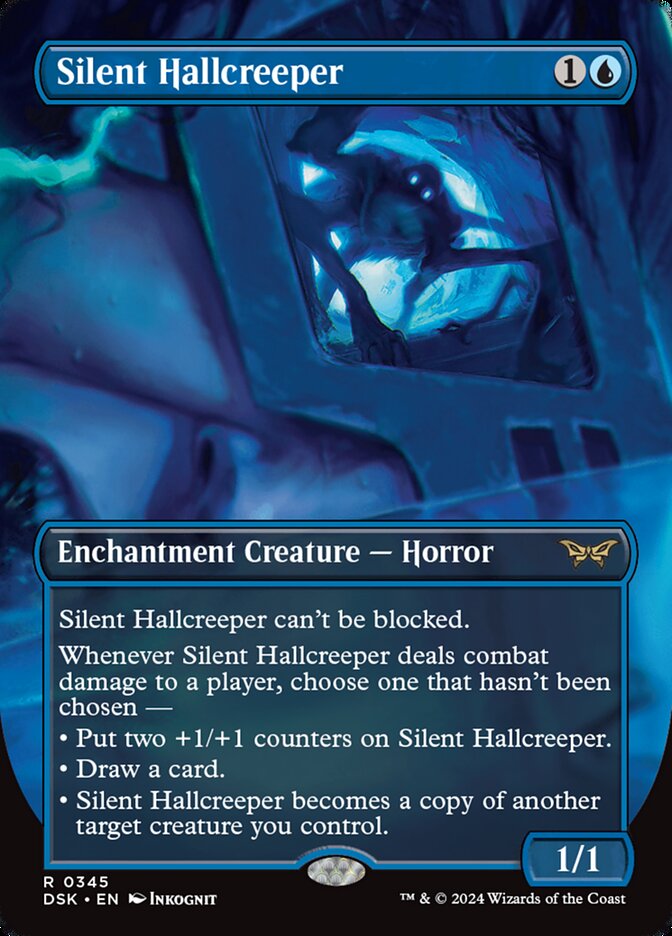 Silent Hallcreeper 1
Enchantment Creature — Horror
Silent Hallcreeper can't be blocked.
Whenever Silent Hallcreeper deals combat
damage to a player, choose one that hasn't been
chosen —
• Put two +1/+1 counters on Silent Hallcreeper.
• Draw a card.
• Silent Hallcreeper becomes a copy of another
target creature you control.
1/1
R 0345
DSK • EN Inkognit
™ & © 2024 Wizards of the Coast